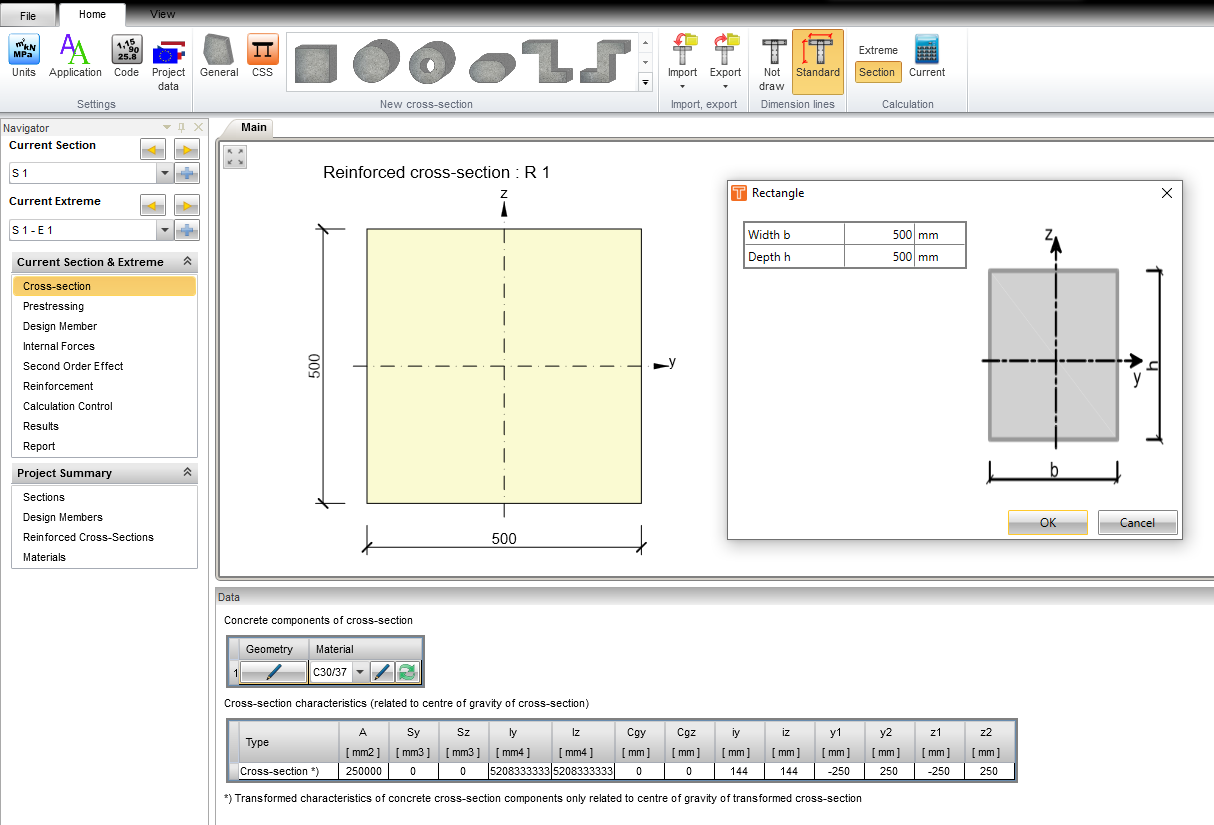 File Home View
m²kN
MPa
1,15
90
25.8
Units Application Code Project
data
General CSS
Import Export
Not
draw
Standard
Extreme
Section
Current
Settings New cross-section Import, export Dimension lines Calculation
Navigator
Current Section
S 1
Current Extreme
S 1 - E 1
Current Section & Extreme
Cross-section
Prestressing
Design Member
Internal Forces
Second Order Effect
Reinforcement
Calculation Control
Results
Report
Project Summary
Sections
Design Members
Reinforced Cross-Sections
Materials
Main
Reinforced cross-section : R 1
z
y
500
500
Rectangle
Width b 500 mm
Depth h 500 mm
z
y
h
b
OK Cancel
Data
Concrete components of cross-section
Geometry Material
1 C30/37
Cross-section characteristics (related to centre of gravity of cross-section)
Type A Sy Sz Iy Iz Cgy Cgz iy iz y1 y2 z1 z2
[ mm2 ] [ mm3 ] [ mm3 ] [ mm4 ] [ mm4 ] [ mm ] [ mm ] [ mm ] [ mm ] [ mm ] [ mm ] [ mm ] [ mm ]
Cross-section *) 250000 0 0 5208333333 5208333333 0 0 144 144 -250 250 -250 250
*) Transformed characteristics of concrete cross-section components only related to centre of gravity of transformed cross-section